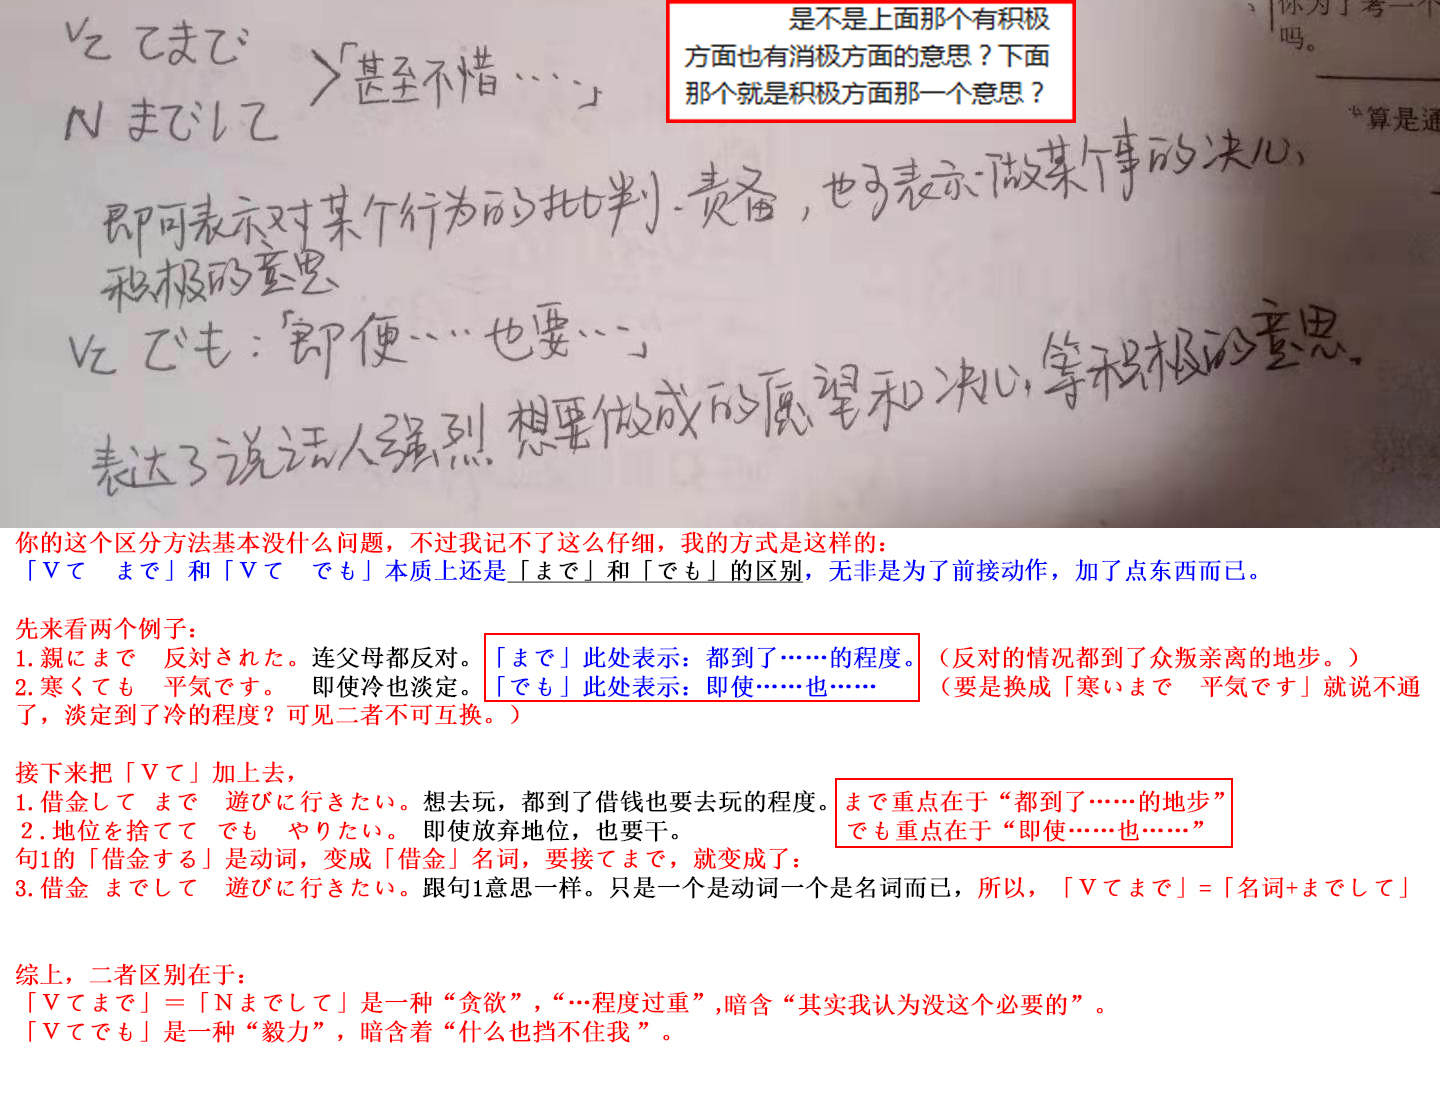 Vて てまで
N までして
＞「甚至不惜……」
是不是上面那个有积极
方面也有消极方面的意思？下面
那个就是积极方面那一个意思？
你为了考一个
吗。
算是通
即可表示对某个行为的批判、责备，也可表示做某个事的决心、
积极的意思
Vて でも：「即便……也要…」
表达了说话人强烈想要做成的愿望和决心，等积极的意思。
你的这个区分方法基本没什么问题，不过我记不了这么仔细，我的方式是这样的：
「Ｖて　まで」和「Ｖて　でも」本质上还是「まで」和「でも」的区别，无非是为了前接动作，加了点东西而已。
先来看两个例子：
1.親にまで　反対された。连父母都反对。「まで」此处表示：都到了……的程度。（反对的情况都到了众叛亲离的地步。）
2.寒くても　平気です。　即使冷也淡定。「でも」此处表示：即使……也……　（要是换成「寒いまで　平気です」就说不通
了，淡定到了冷的程度？可见二者不可互换。）
接下来把「Ｖて」加上去，
1.借金して まで　遊びに行きたい。想去玩，都到了借钱也要去玩的程度。まで重点在于“都到了……的地步”
２.地位を捨てて でも　やりたい。 即使放弃地位，也要干。 でも重点在于“即使……也……”
句1的「借金する」是动词，变成「借金」名词，要接てまで，就变成了：
3.借金 までして　遊びに行きたい。跟句1意思一样。只是一个是动词一个是名词而已，所以，「Ｖてまで」=「名词+までして」
综上，二者区别在于：
「Ｖてまで」＝「Ｎまでして」是一种“贪欲”，“…程度过重”,暗含“其实我认为没这个必要的”。
「Ｖてでも」是一种“毅力”，暗含着“什么也挡不住我”。